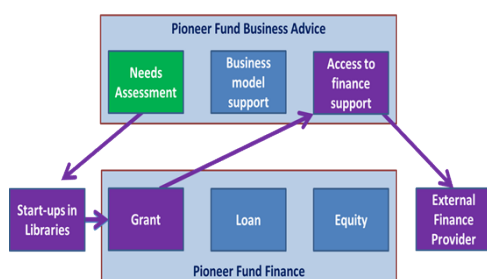 Pioneer Fund Business Advice
Needs
Assessment
Business
model
support
Access to
finance
support
Start-ups in
Libraries
Grant
Loan
Equity
External
Finance
Provider
Pioneer Fund Finance